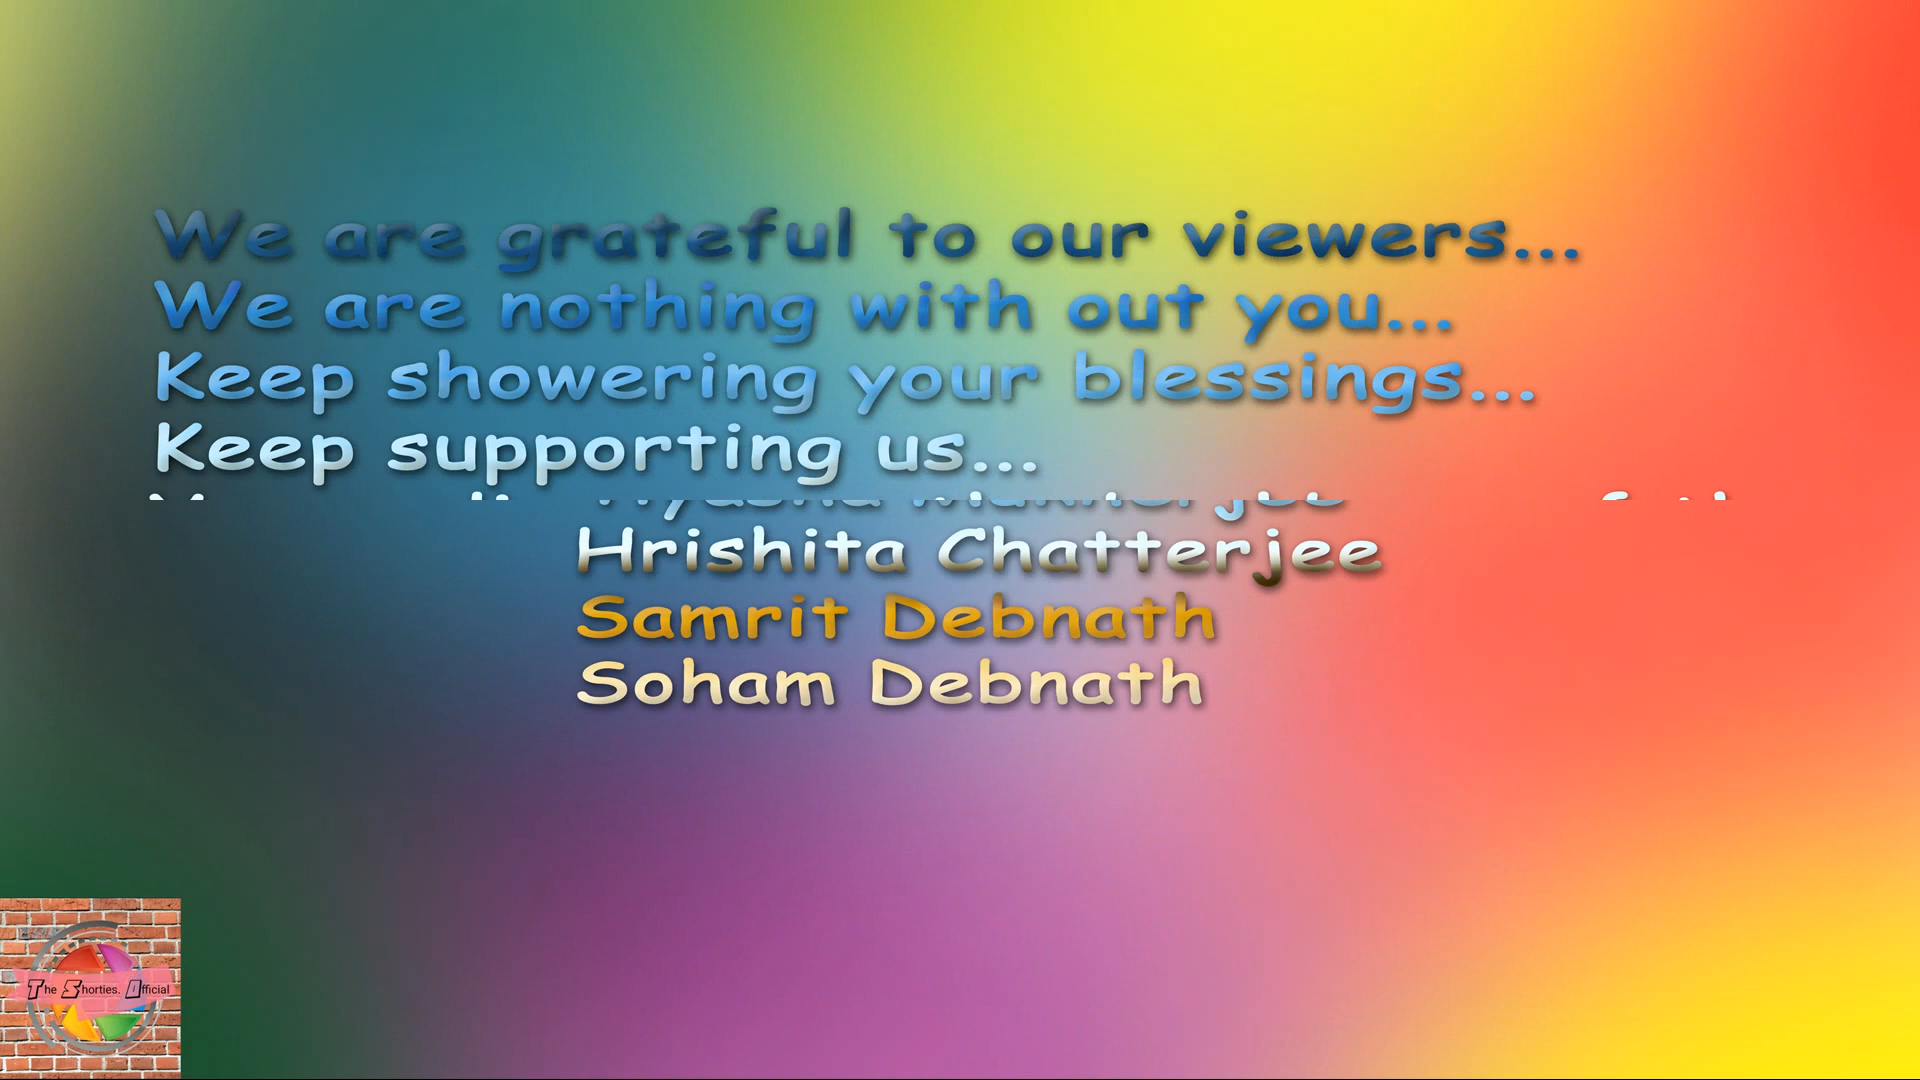 We are grateful to our viewers...
We are nothing with out you...
Keep showering your blessings...
Keep supporting us...
Hrishita Chatterjee
Samrit Debnath
Soham Debnath
The Shorties. Official